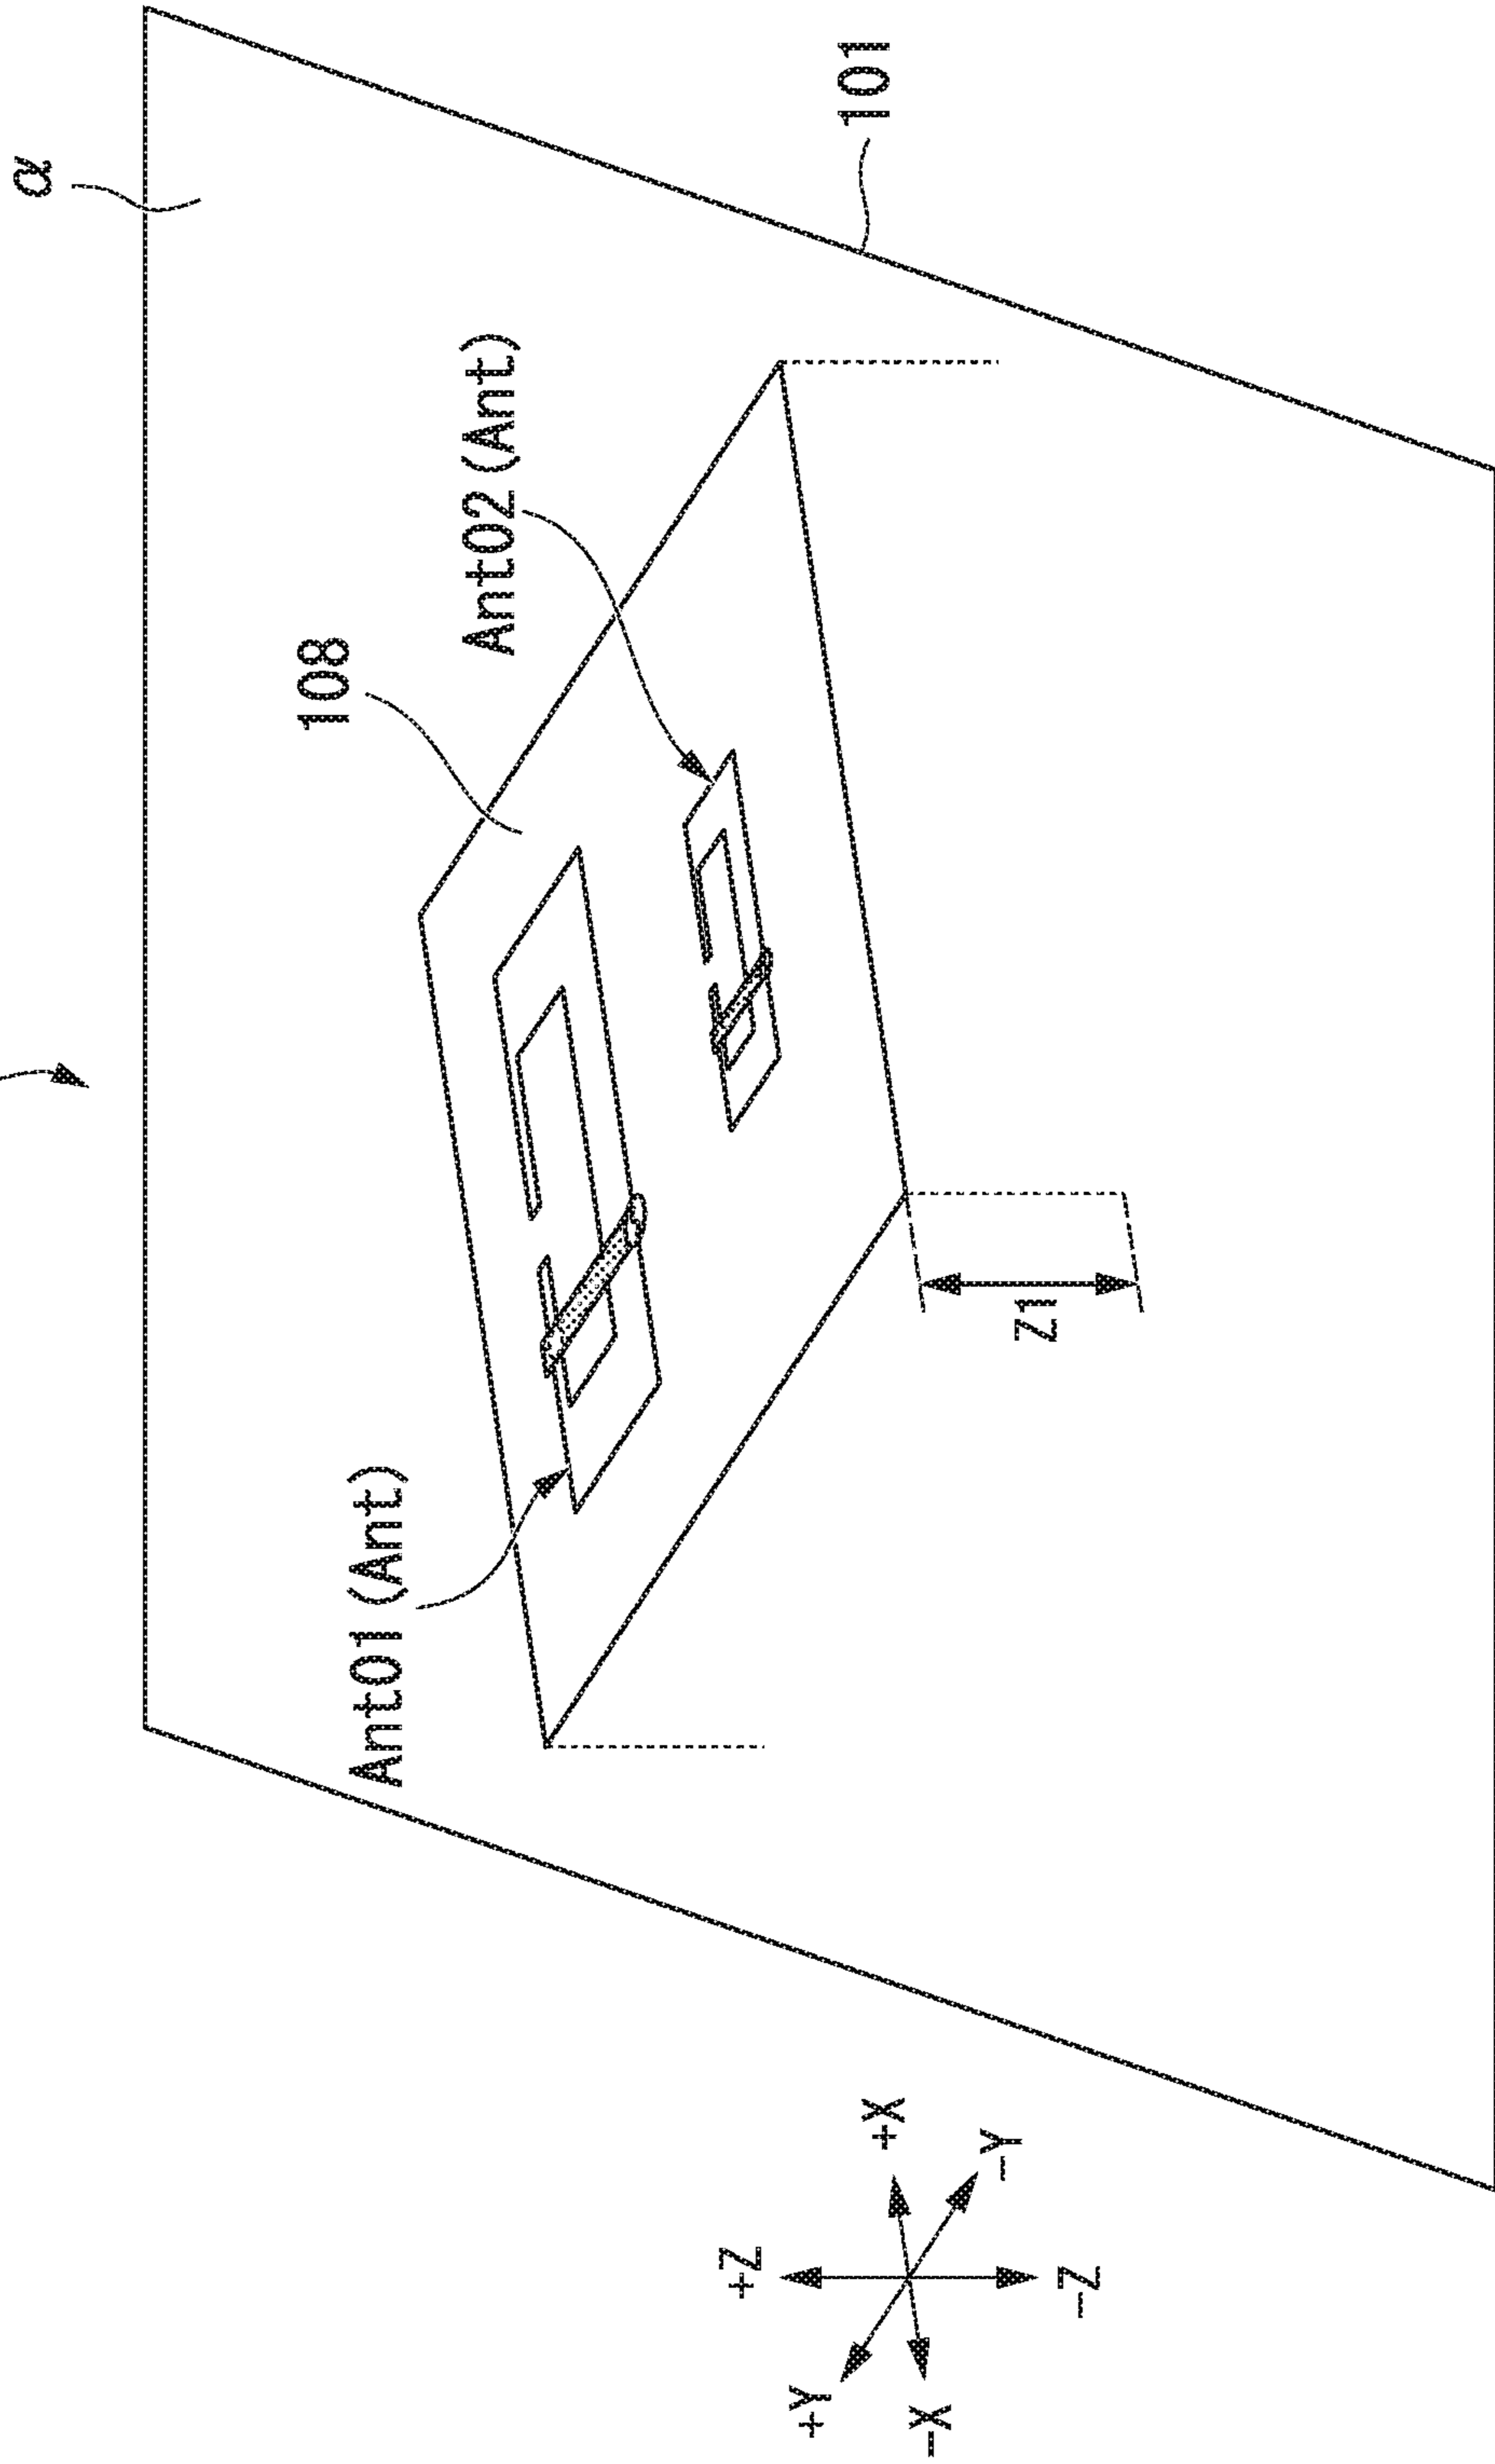 α
101
Ant02(Ant)
108
Ant01(Ant)
Z1
+Z
+X
-Y
+Y
-X
-Z